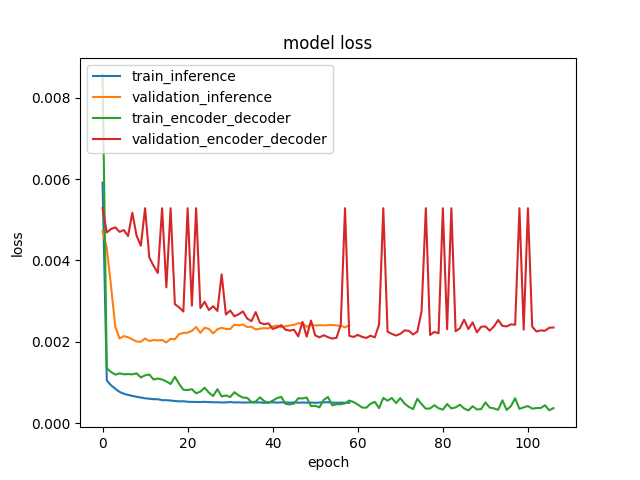 model loss
train_inference
validation_inference
train_encoder_decoder
validation_encoder_decoder
0.008
0.006
0.004
0.002
0.000
loss
0 20 40 60 80 100
epoch